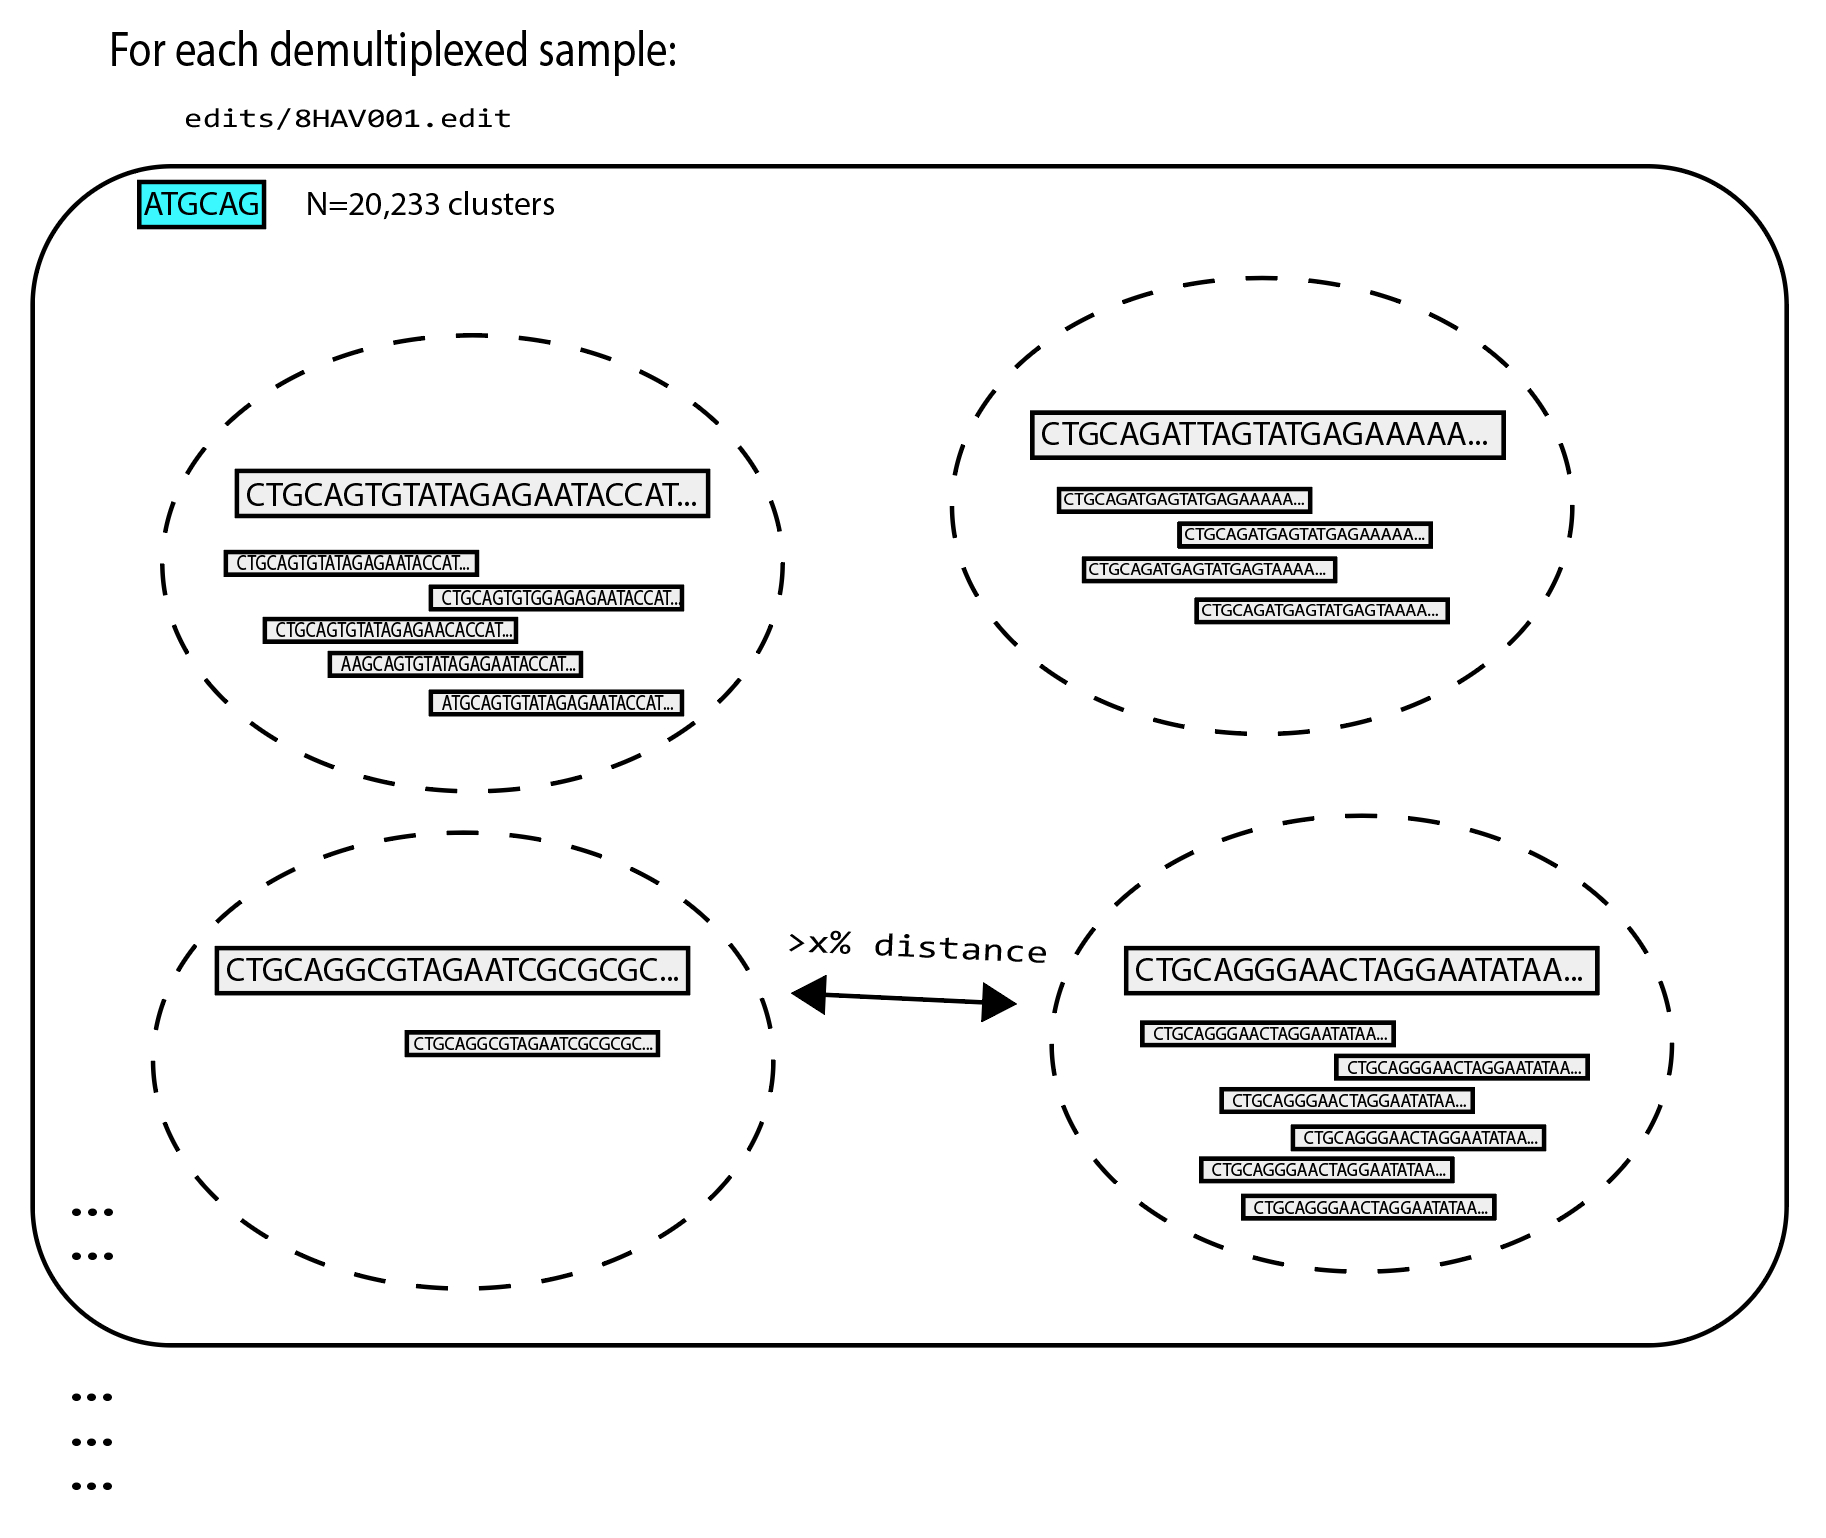 For each demultiplexed sample:
edits/8HAV001.edit
ATGCAG N=20,233 clusters
CTGCAGTGTATAGAGAATACCAT...
CTGCAGTGTATAGAGAATACCAT...
CTGCAGTGTGGAGAGAATACCAT...
CTGCAGTGTATAGAGAACACCAT...
AAGCAGTGTATAGAGAATACCAT...
ATGCAGTGTATAGAGAATACCAT...
CTGCAGATTAGTATGAGAAAAA...
CTGCAGATGAGTATGAGAAAAA...
CTGCAGATGAGTATGAGAAAAA...
CTGCAGATGAGTATGAGTAAAA...
CTGCAGATGAGTATGAGTAAAA...
CTGCAGGCGTAGAATCGCGCGC...
CTGCAGGCGTAGAATCGCGCGC...
>x% distance
CTGCAGGGAACTAGGAATATAA...
CTGCAGGGAACTAGGAATATAA...
CTGCAGGGAACTAGGAATATAA...
CTGCAGGGAACTAGGAATATAA...
CTGCAGGGAACTAGGAATATAA...
CTGCAGGGAACTAGGAATATAA...
CTGCAGGGAACTAGGAATATAA...
...
...
...
...
...